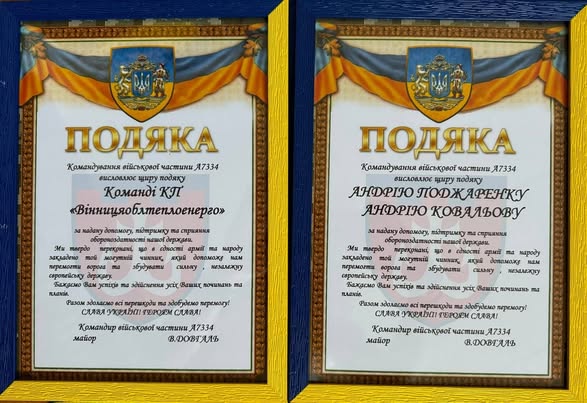 ПОДЯКА
Командування військової частини А7334
висловлює щиру подяку
Команді КП
«Вінницяоблтеплоенерго»
за надану допомогу, підтримку та сприяння
обороноздатності нашої держави.
Ми твердо переконані, що в єдності армії та народу
закладено той могутній чинник, який допоможе нам
перемогти ворога та збудувати сильну, незалежну
європейську державу.
Бажаємо Вам успіхів та здійснення усіх Ваших починань та
планів.
Разом здолаємо всі перешкоди та здобудемо перемогу!
СЛАВА УКРАЇНІ! ГЕРОЯМ СЛАВА!
Командир військової частини А7334
майор В.ДОВГАЛЬ
ПОДЯКА
Командування військової частини А7334
висловлює щиру подяку
АНДРІЮ ПОДЖАРЕНКУ
АНДРІЮ КОВАЛЬОВУ
за надану допомогу, підтримку та сприяння
обороноздатності нашої держави.
Ми твердо переконані, що в єдності армії та народу
закладено той могутній чинник, який допоможе нам
перемогти ворога та збудувати сильну , незалежну
європейську державу.
Бажаємо Вам успіхів та здійснення усіх Ваших починань та
планів.
Разом здолаємо всі перешкоди та здобудемо перемогу!
СЛАВА УКРАЇНІ! ГЕРОЯМ СЛАВА!
Командир військової частини А7334
майор В.ДОВГАЛЬ